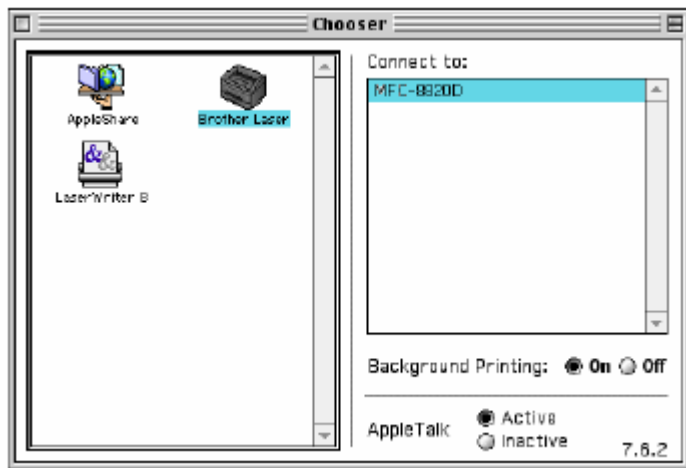 Chooser
AppleShare
Brother Laser
LaserWriter 8
Connect to:
MFC-8820D
Background Printing: On Off
AppleTalk
Active
Inactive
7.6.2